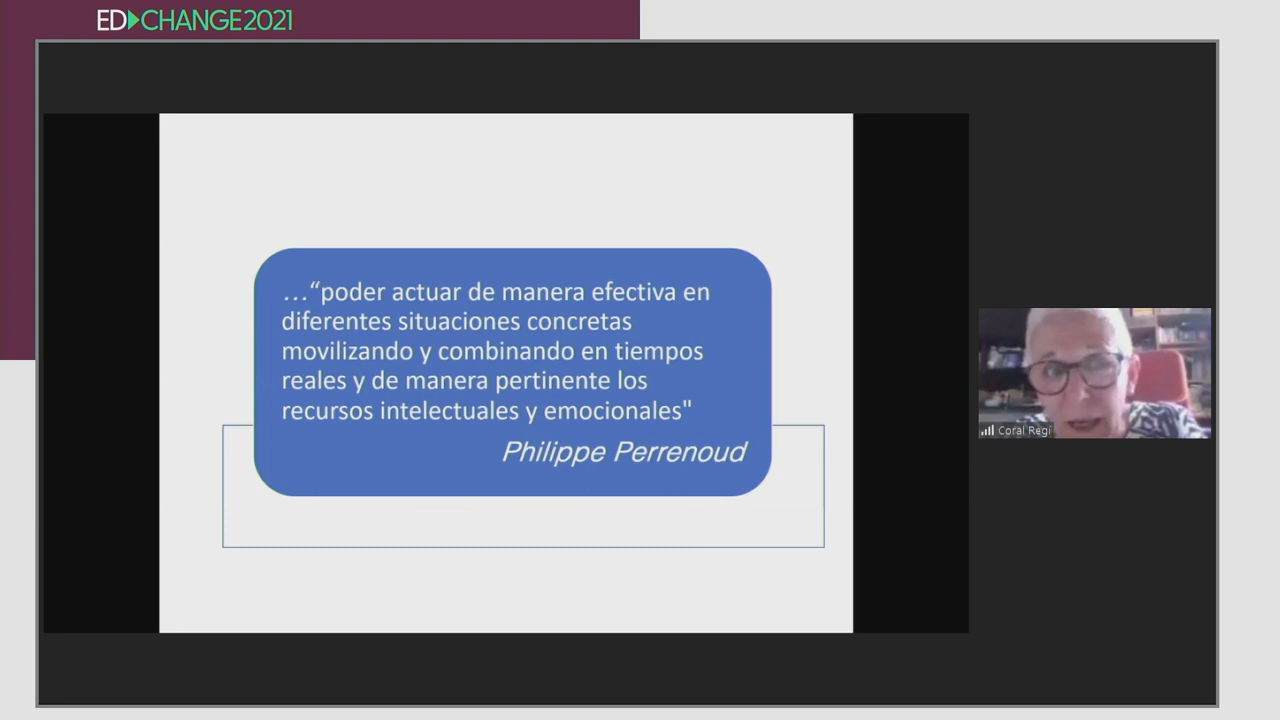 ED▶CHANGE2021
…“poder actuar de manera efectiva en
diferentes situaciones concretas
movilizando y combinando en tiempos
reales y de manera pertinente los
recursos intelectuales y emocionales"
Philippe Perrenoud
Coral Regí